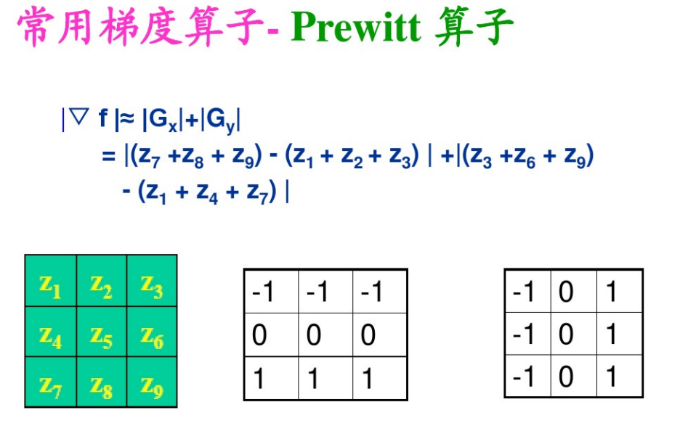 常用梯度算子- Prewitt 算子
|▽ f |≈ |Gx|+|Gy|
= |(z7 +z8 + z9) - (z1 + z2 + z3) | +|(z3 +z6 + z9)
- (z1 + z4 + z7) |
z1 z2 z3
z4 z5 z6
z7 z8 z9
-1 -1 -1
0 0 0
1 1 1
-1 0 1
-1 0 1
-1 0 1